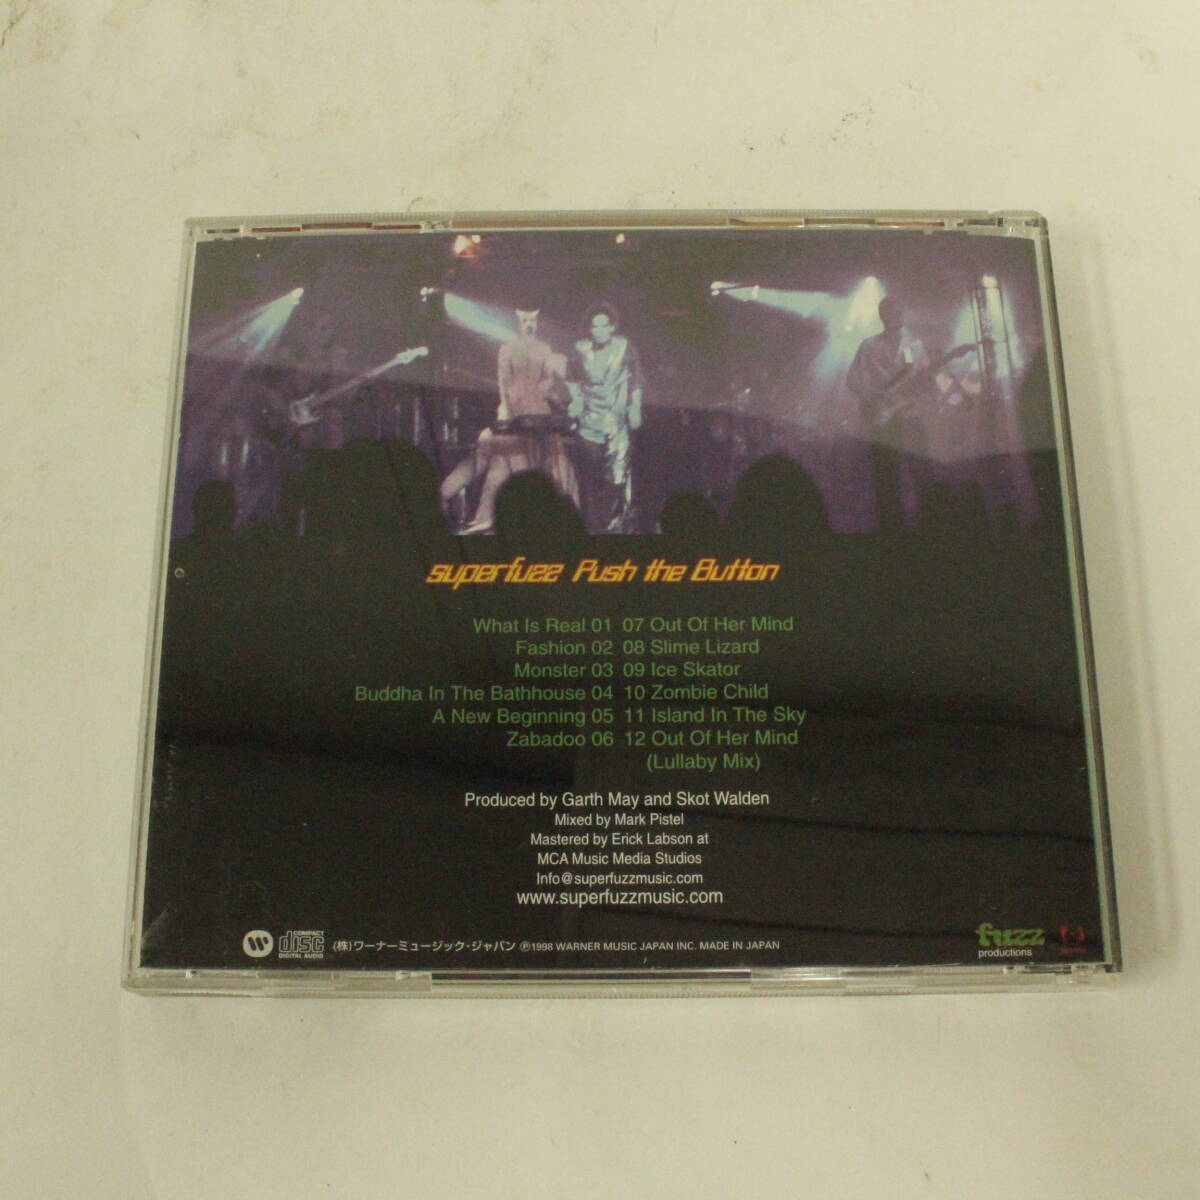 superfuzz Push the Button
What Is Real 01
Fashion 02
Monster 03
Buddha In The Bathhouse 04
A New Beginning 05
Zabadoo 06
07 Out Of Her Mind
08 Slime Lizard
09 Ice Skator
10 Zombie Child
11 Island In The Sky
12 Out Of Her Mind
(Lullaby Mix)
Produced by Garth May and Skot Walden
Mixed by Mark Pistel
Mastered by Erick Labson at
MCA Music Media Studios
Info@superfuzzmusic.com
www.superfuzzmusic.com
COMPACT
disc
DIGITAL AUDIO
(株)ワーナーミュージック・ジャパン ℗1998 WARNER MUSIC JAPAN INC. MADE IN JAPAN
fuzz
productions